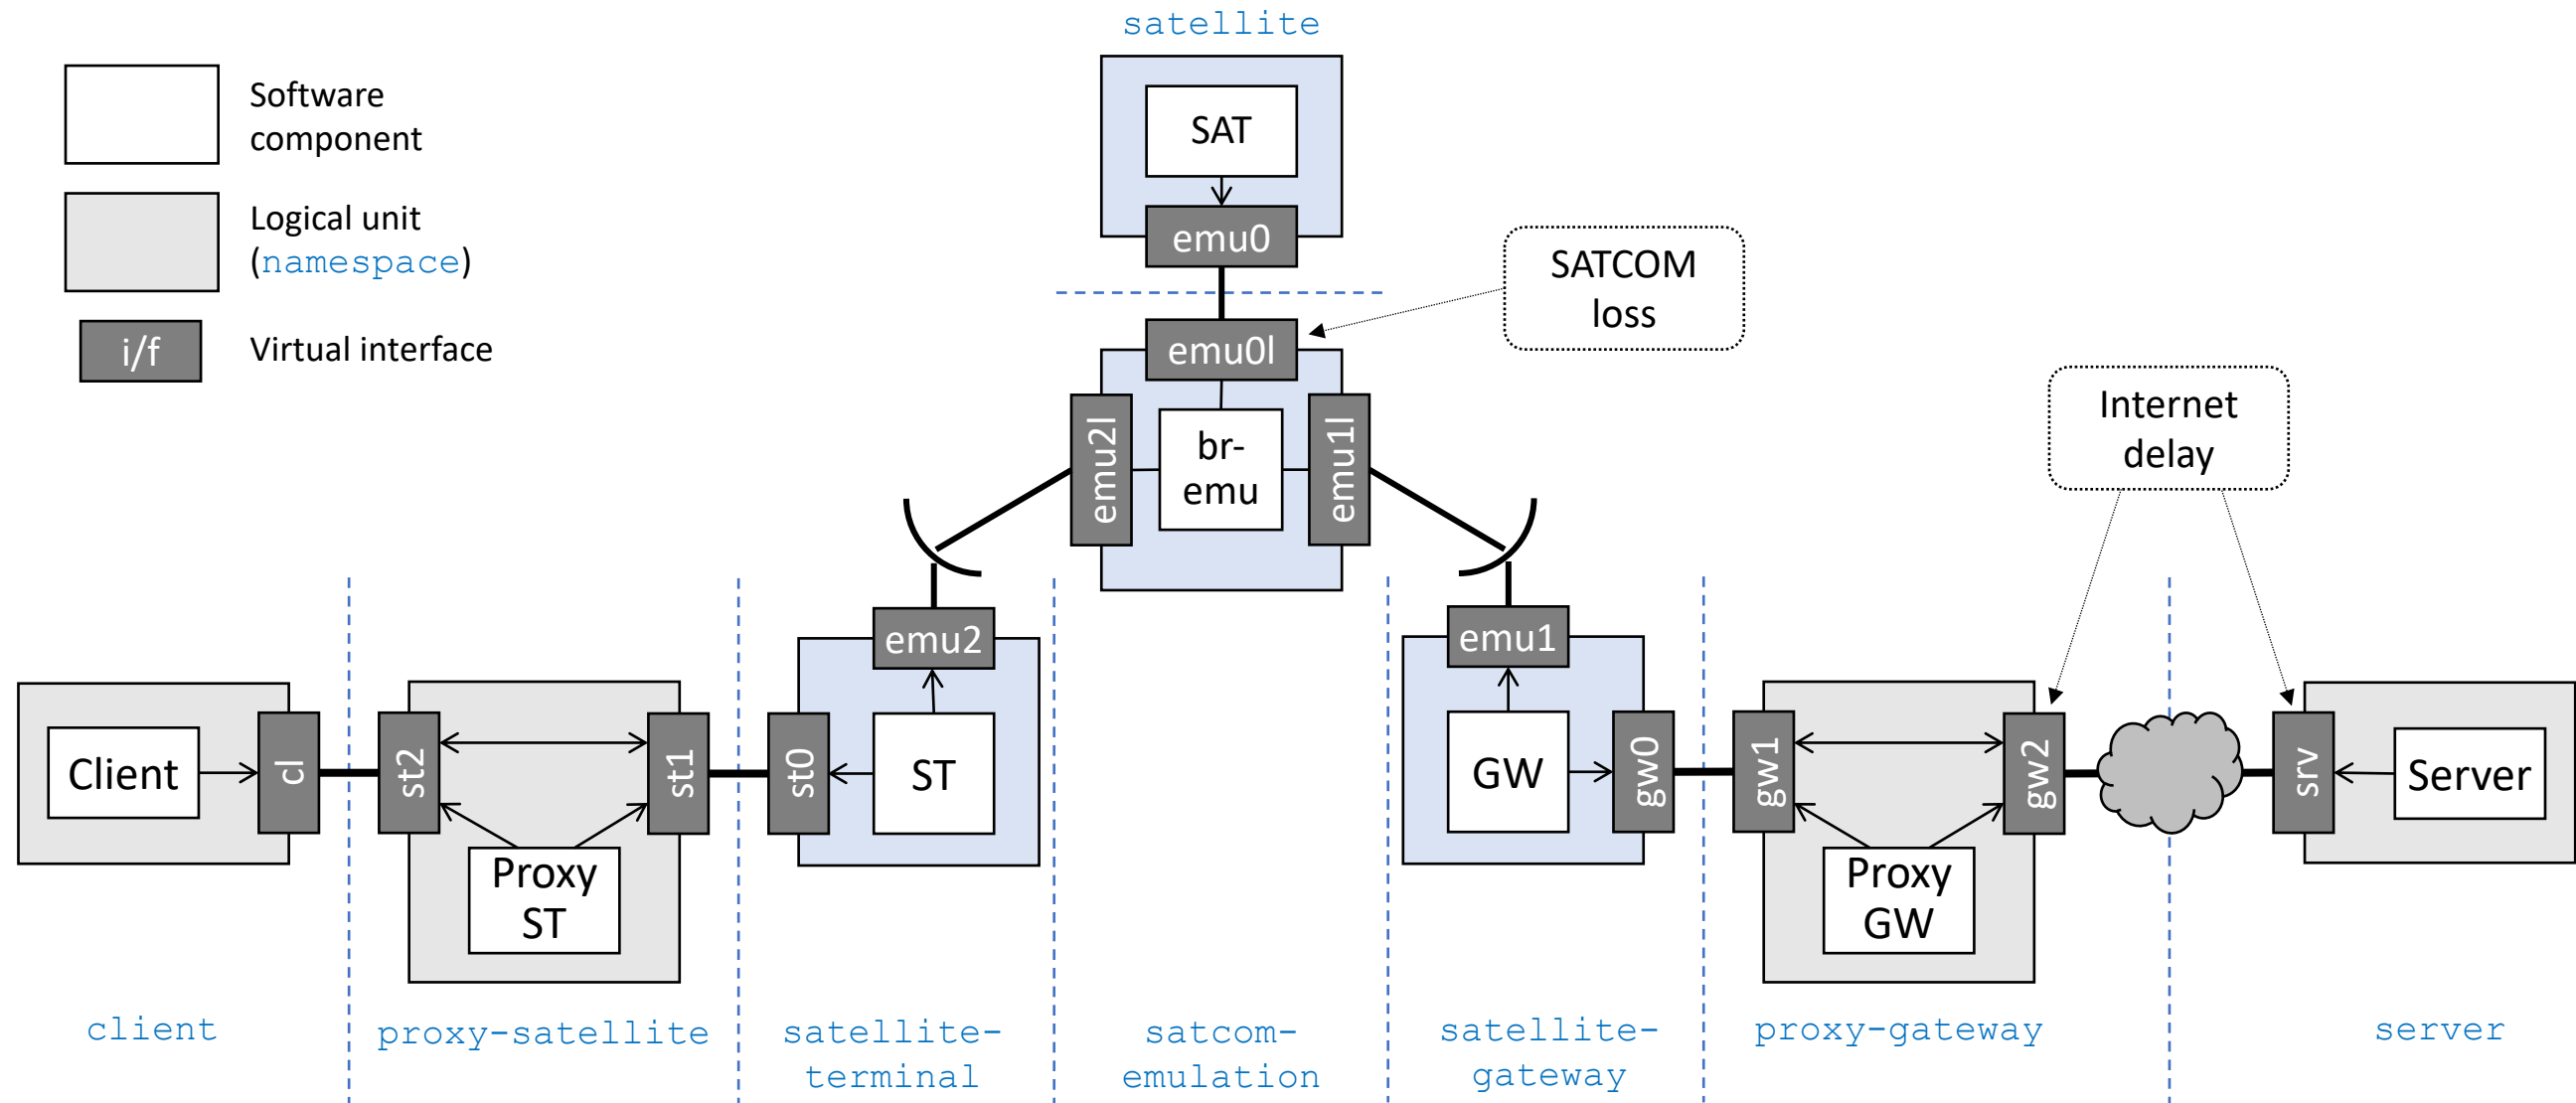 satellite
Software
component
Logical unit
(namespace)
i/f
Virtual interface
SAT
emu0
SATCOM
loss
emu0l
emu2l
br-
emu
emu1l
Internet
delay
emu2
emu1
Client
cl
st2
st1
Proxy
ST
st0
ST
GW
gw0
gw1
gw2
Proxy
GW
srv
Server
client
proxy-satellite
satellite-
terminal
satcom-
emulation
satellite-
gateway
proxy-gateway
server